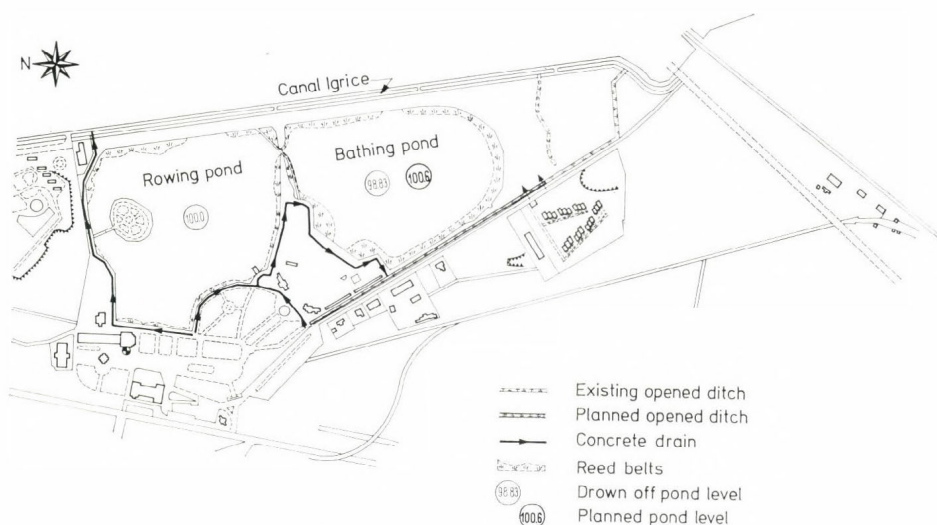 N
Canal Igrice
Rowing pond
Bathing pond
98.83
100.6
100.0
Existing opened ditch
Planned opened ditch
Concrete drain
Reed belts
98.83
Drown off pond level
100.6
Planned pond level